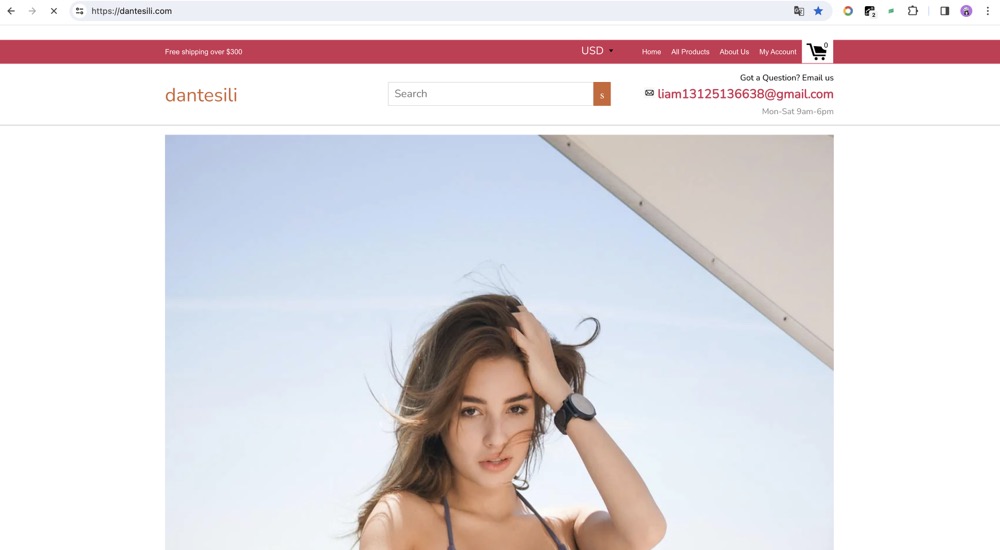 https://dantesili.com
Free shipping over $300
USD
Home All Products About Us My Account
0
Got a Question? Email us
dantesili
Search
s
liam13125136638@gmail.com
Mon-Sat 9am-6pm
2